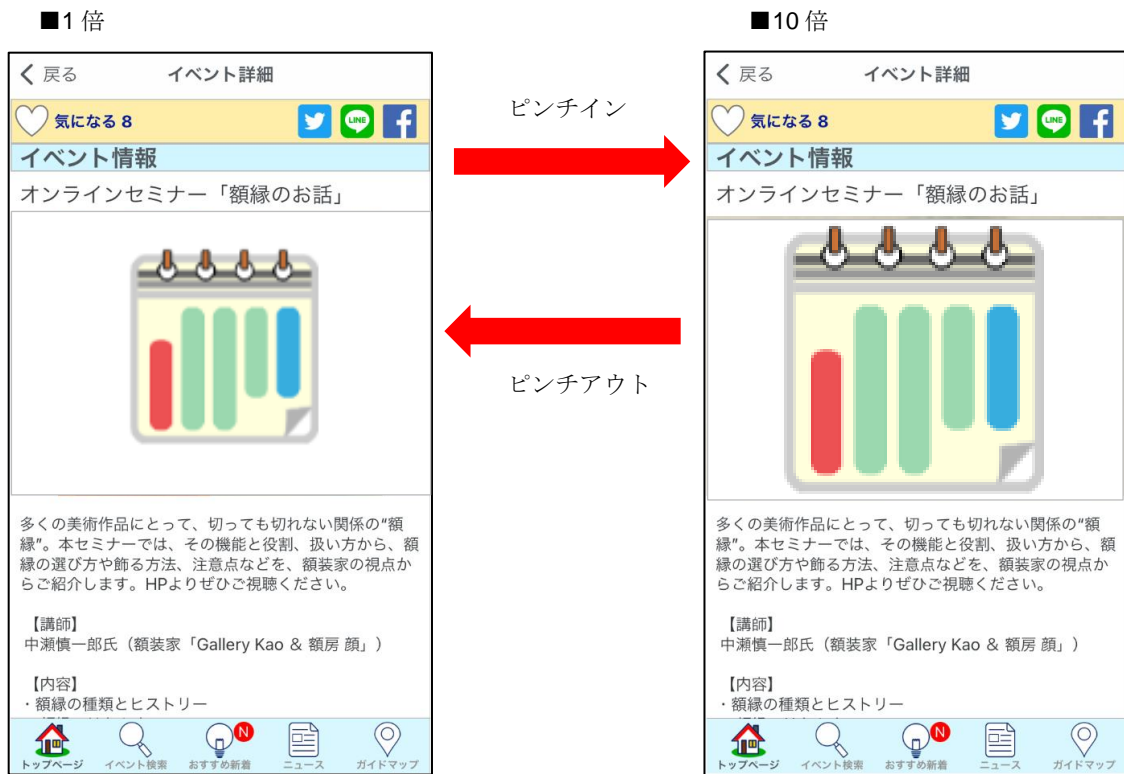 ■1 倍
戻る イベント詳細
気になる 8
LINE
イベント情報
オンラインセミナー「額縁のお話」
多くの美術作品にとって、切っても切れない関係の“額
縁”。本セミナーでは、その機能と役割、扱い方から、額
縁の選び方や飾る方法、注意点などを、額装家の視点か
らご紹介します。HPよりぜひご視聴ください。
【講師】
中瀬慎一郎氏（額装家「Gallery Kao & 額房 顔」）
【内容】
・額縁の種類とヒストリー
N
トップページ イベント検索 おすすめ新着 ニュース ガイドマップ
ピンチイン
ピンチアウト
■10 倍
戻る イベント詳細
気になる 8
LINE
イベント情報
オンラインセミナー「額縁のお話」
多くの美術作品にとって、切っても切れない関係の“額
縁”。本セミナーでは、その機能と役割、扱い方から、額
縁の選び方や飾る方法、注意点などを、額装家の視点か
らご紹介します。HPよりぜひご視聴ください。
【講師】
中瀬慎一郎氏（額装家「Gallery Kao & 額房 顔」）
【内容】
・額縁の種類とヒストリー
N
トップページ イベント検索 おすすめ新着 ニュース ガイドマップ